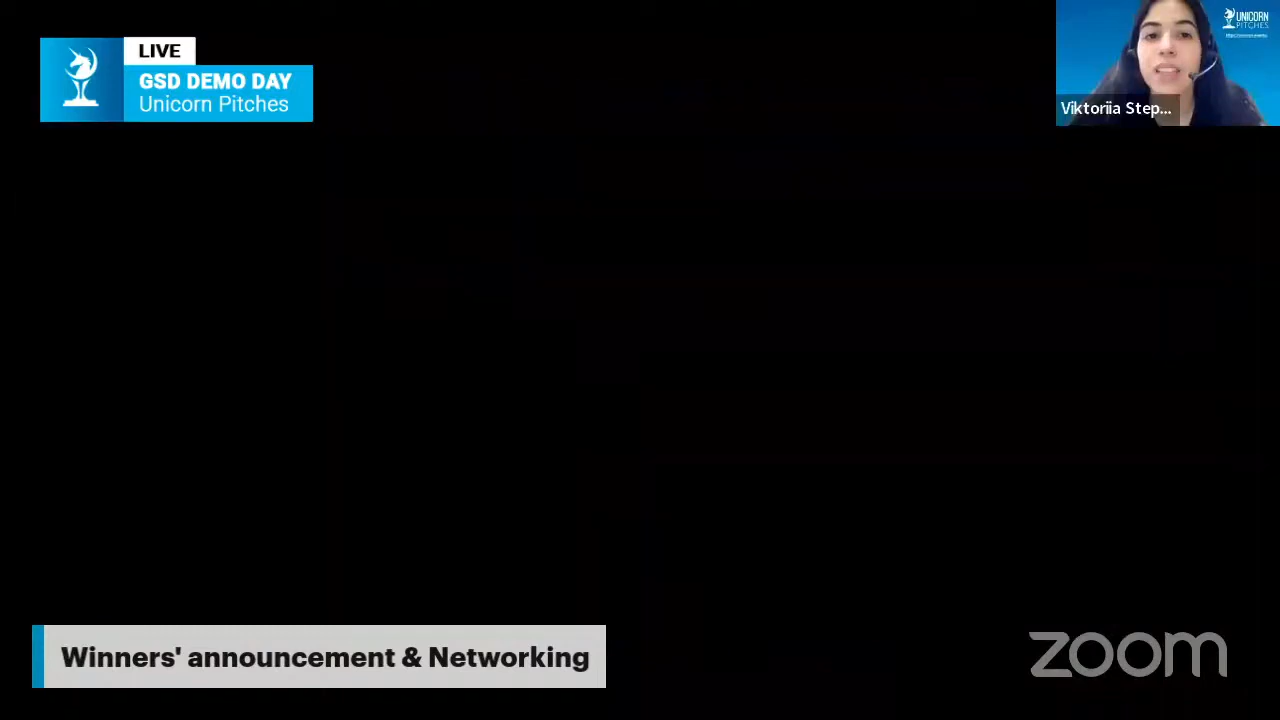 LIVE
GSD DEMO DAY
Unicorn Pitches
UNICORN
PITCHES
Viktoriia Step...
Winners' announcement & Networking
zoom